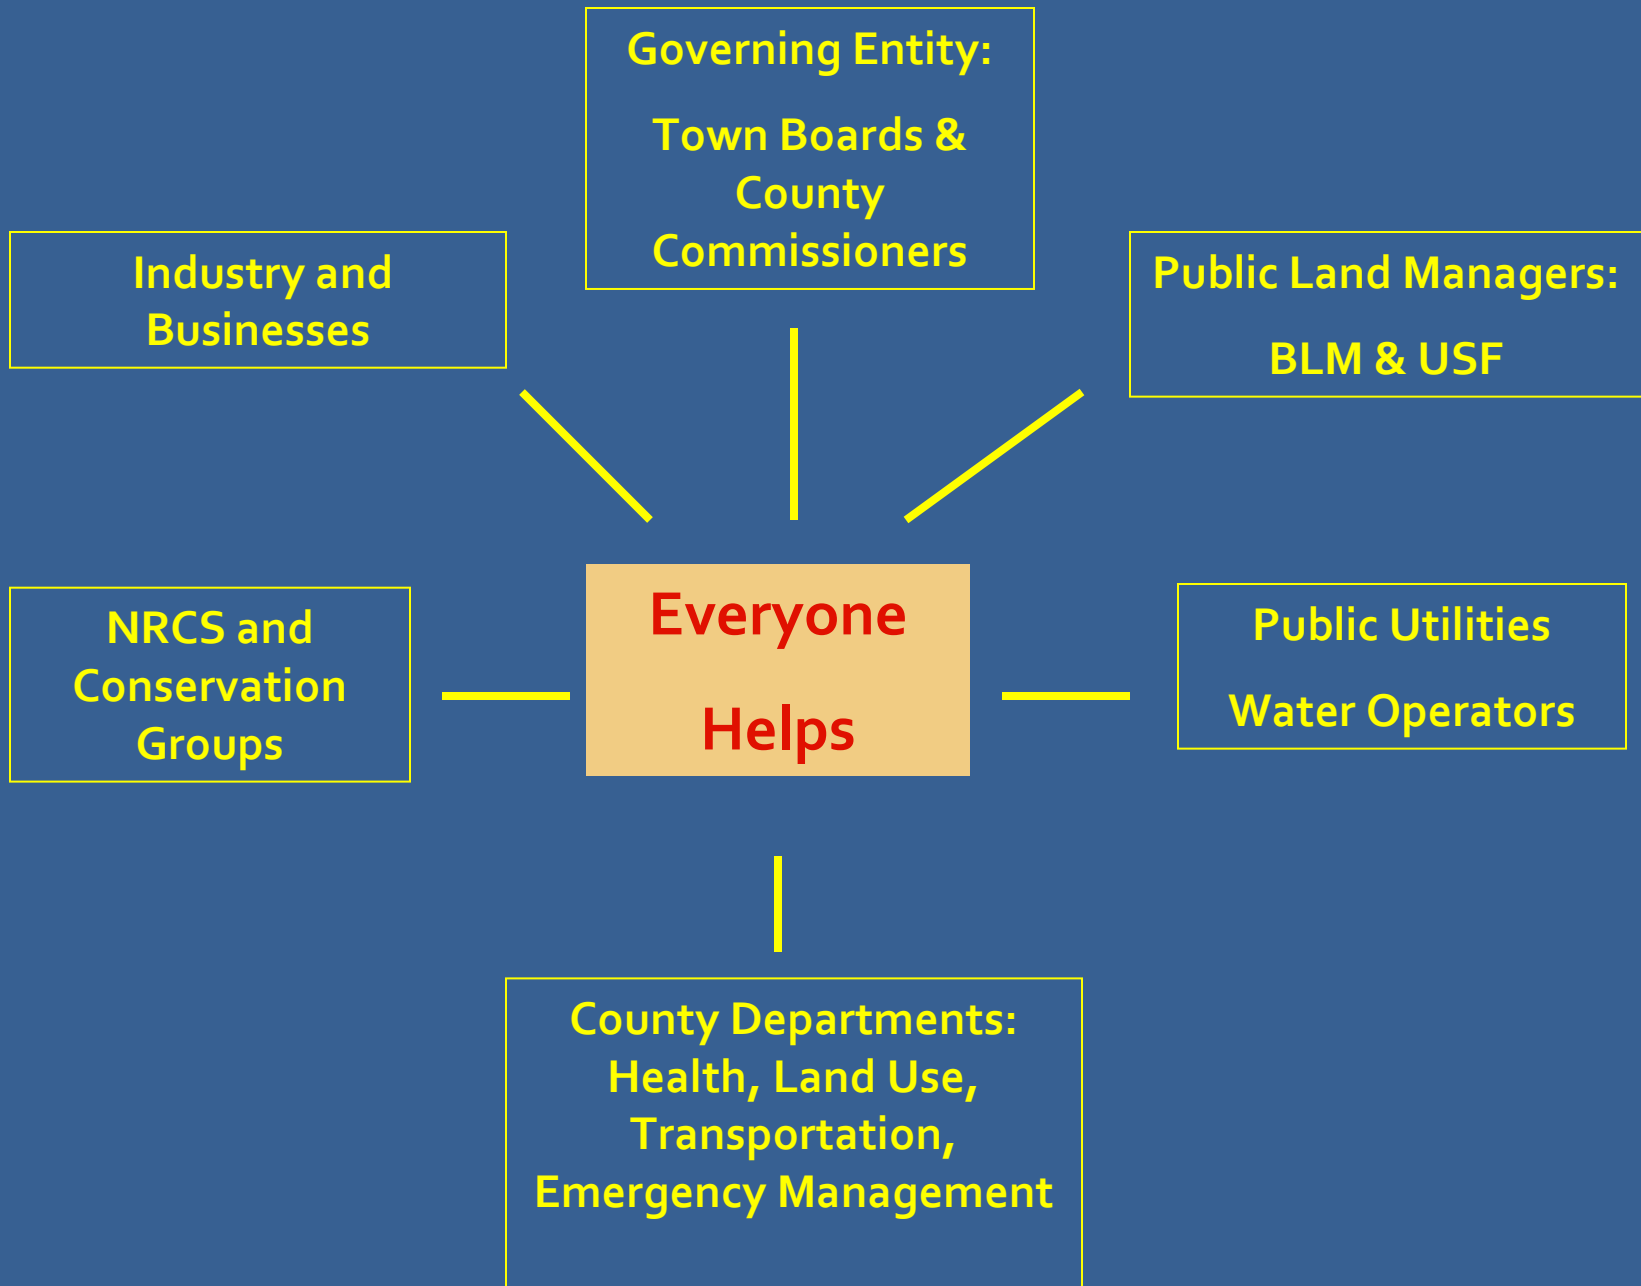 Governing Entity:
Town Boards &
County
Commissioners
Industry and
Businesses
Public Land Managers:
BLM & USF
Everyone
Helps
NRCS and
Conservation
Groups
Public Utilities
Water Operators
County Departments:
Health, Land Use,
Transportation,
Emergency Management